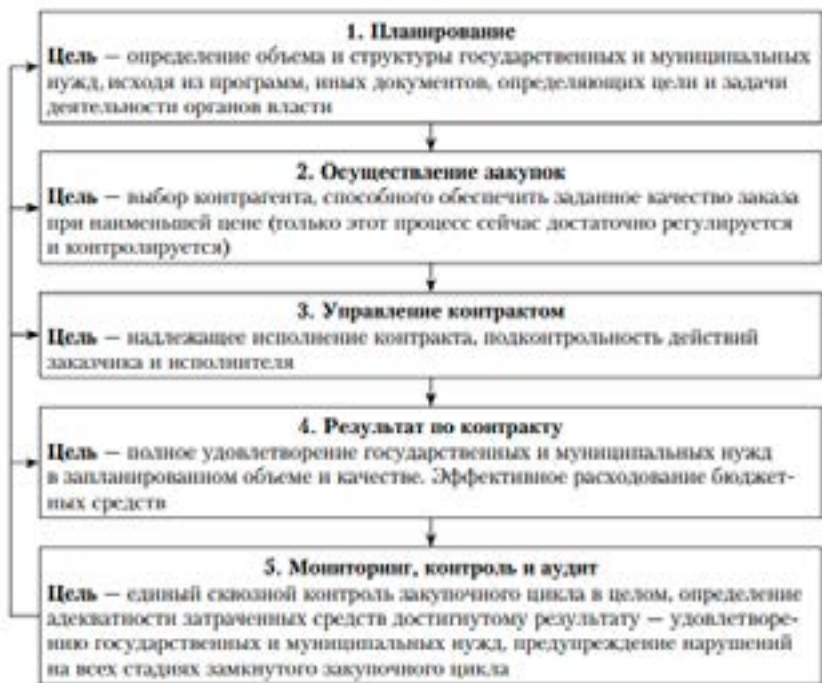 1. Планирование
Цель — определение объема и структуры государственных и муниципальных
нужд, исходя из программ, иных документов, определяющих цели и задачи
деятельности органов власти
2. Осуществление закупок
Цель — выбор контрагента, способного обеспечить заданное качество заказа
при наименьшей цене (только этот процесс сейчас достаточно регулируется
и контролируется)
3. Управление контрактом
Цель — надлежащее исполнение контракта, подконтрольность действий
заказчика и исполнителя
4. Результат по контракту
Цель — полное удовлетворение государственных и муниципальных нужд
в запланированном объеме и качестве. Эффективное расходование бюджет-
ных средств
5. Мониторинг, контроль и аудит
Цель — единый сквозной контроль закупочного цикла в целом, определение
адекватности затраченных средств достигнутому результату — удовлетворе-
нию государственных и муниципальных нужд, предупреждение нарушений
на всех стадиях замкнутого закупочного цикла